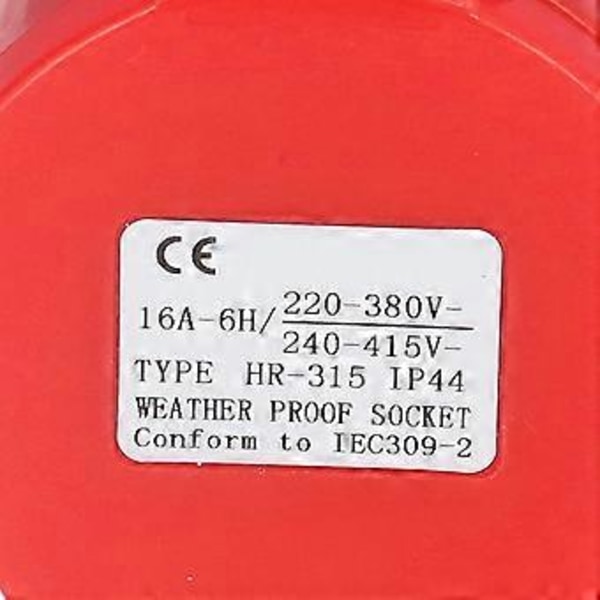 CE
16A-6H/220-380V-
240-415V-
TYPE HR-315 IP44
WEATHER PROOF SOCKET
Conform to IEC309-2